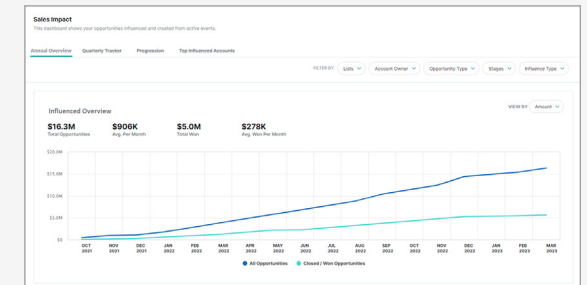 Sales Impact
This dashboard shows your opportunities influenced and created from active events.
Annual Overview Quarterly Tracker Progression Top Influenced Accounts
FILTER BY Lists Account Owner Opportunity Type Stages Influence Type
Influenced Overview
VIEW BY Amount
$16.3M $906K $5.0M $278K
Total Opportunities Avg. Per Month Total Won Avg. Won Per Month
$20.0M
$15.0M
$10.0M
$5.0M
$0
OCT NOV DEC JAN FEB MAR APR MAY JUN JUL AUG SEP OCT NOV DEC JAN FEB MAR
2021 2021 2021 2022 2022 2022 2022 2022 2022 2022 2022 2022 2022 2022 2022 2023 2023 2023
All Opportunities Closed / Won Opportunities